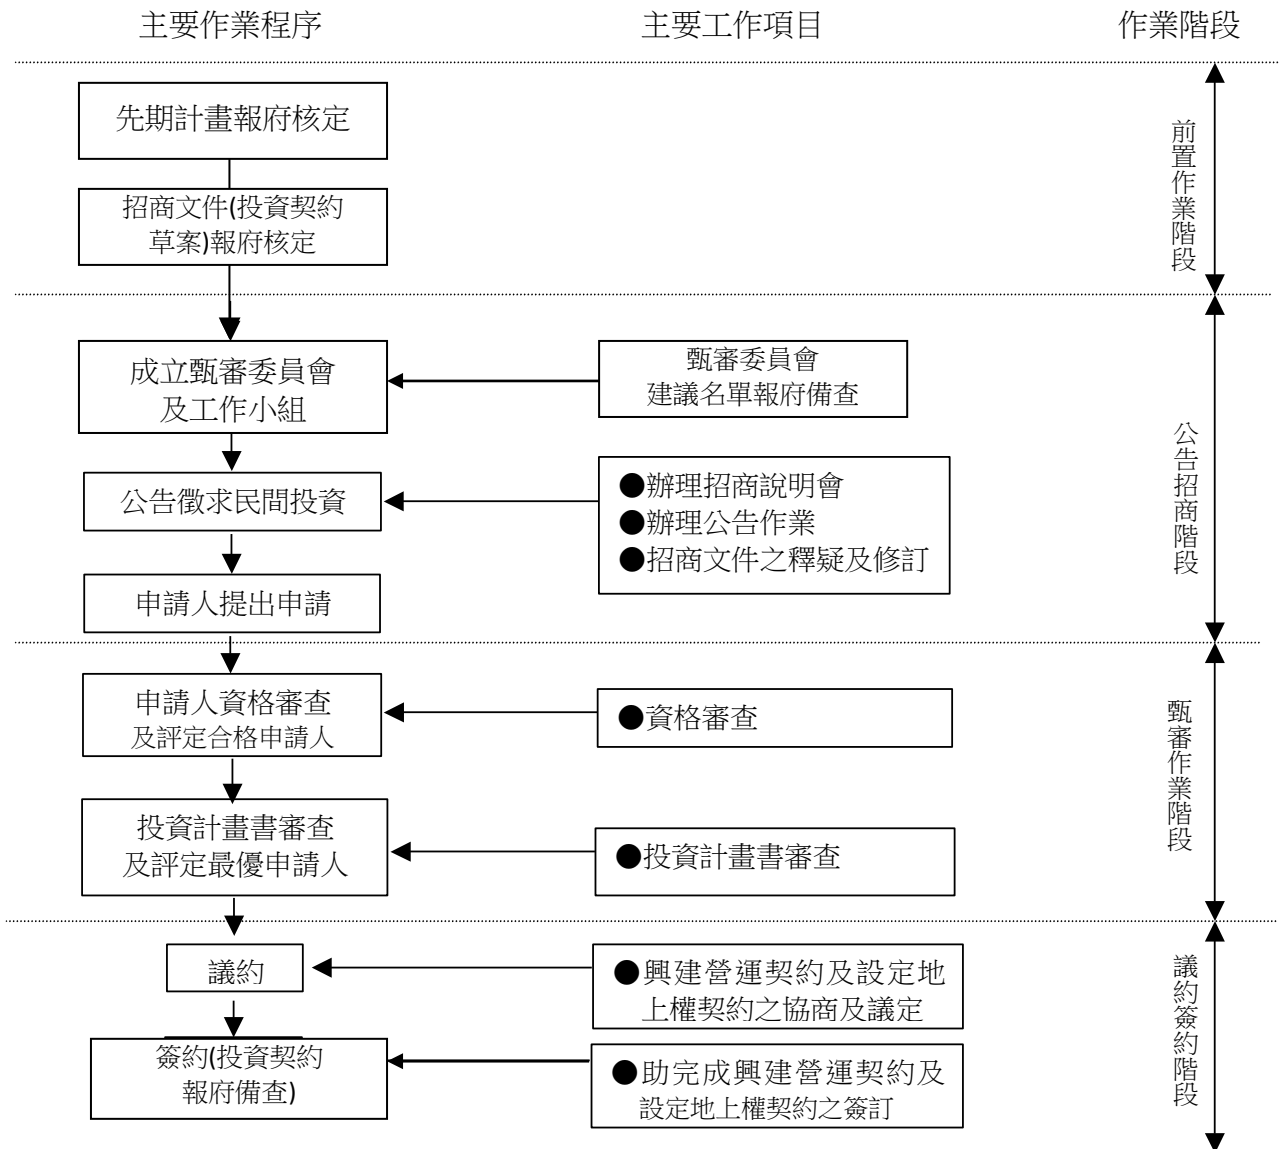 主要作業程序
主要工作項目
作業階段
先期計畫報府核定
招商文件(投資契約
草案)報府核定
前置作業階段
成立甄審委員會
及工作小組
甄審委員會
建議名單報府備查
公告徵求民間投資
●辦理招商說明會
●辦理公告作業
●招商文件之釋疑及修訂
申請人提出申請
公告招商階段
申請人資格審查
及評定合格申請人
●資格審查
投資計畫書審查
及評定最優申請人
●投資計畫書審查
甄審作業階段
議約
●興建營運契約及設定地
上權契約之協商及議定
簽約(投資契約
報府備查)
●助完成興建營運契約及
設定地上權契約之簽訂
議約簽約階段